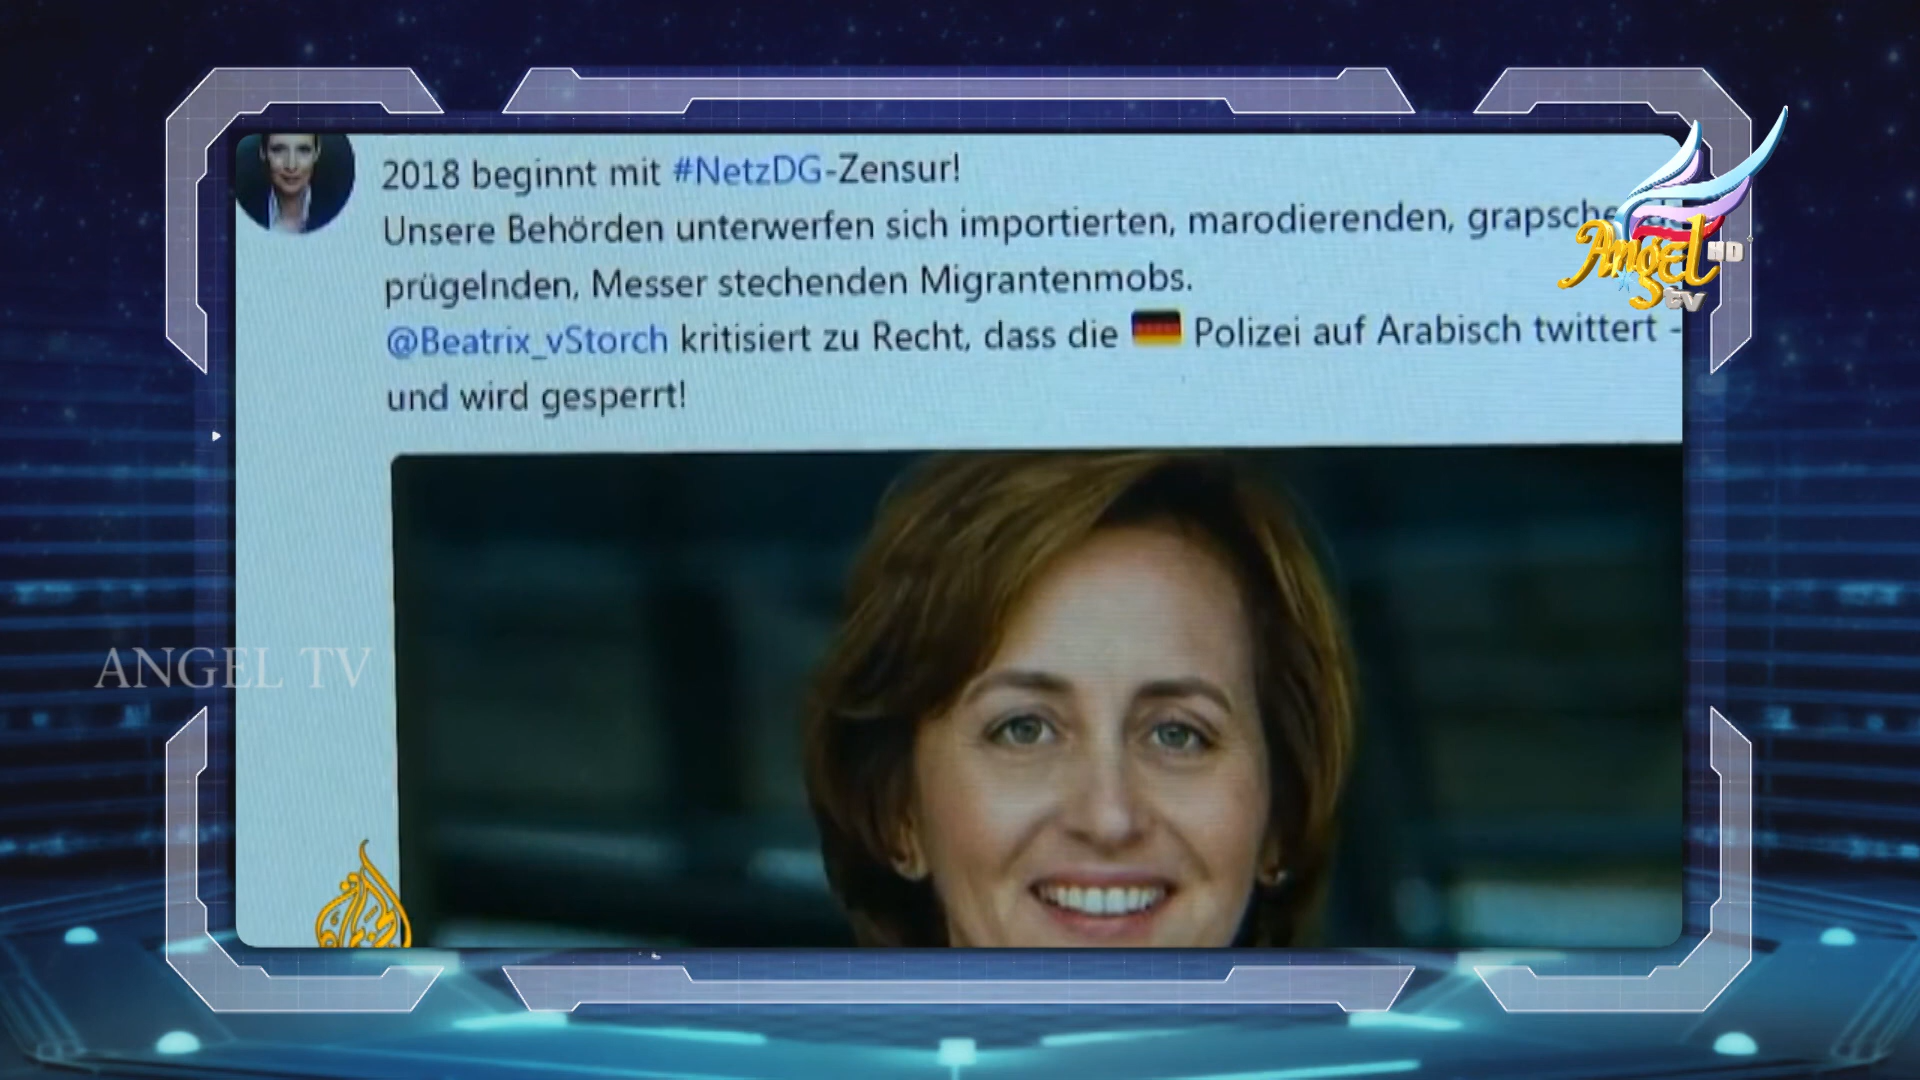 2018 beginnt mit #NetzDG-Zensur!
Unsere Behörden unterwerfen sich importierten, marodierenden,
prügelnden, Messer stechenden Migrantenmobs.
@Beatrix_vStorch kritisiert zu Recht, dass die Polizei auf Arabisch twittert -
und wird gesperrt!
Angel HD
tv
ANGEL TV